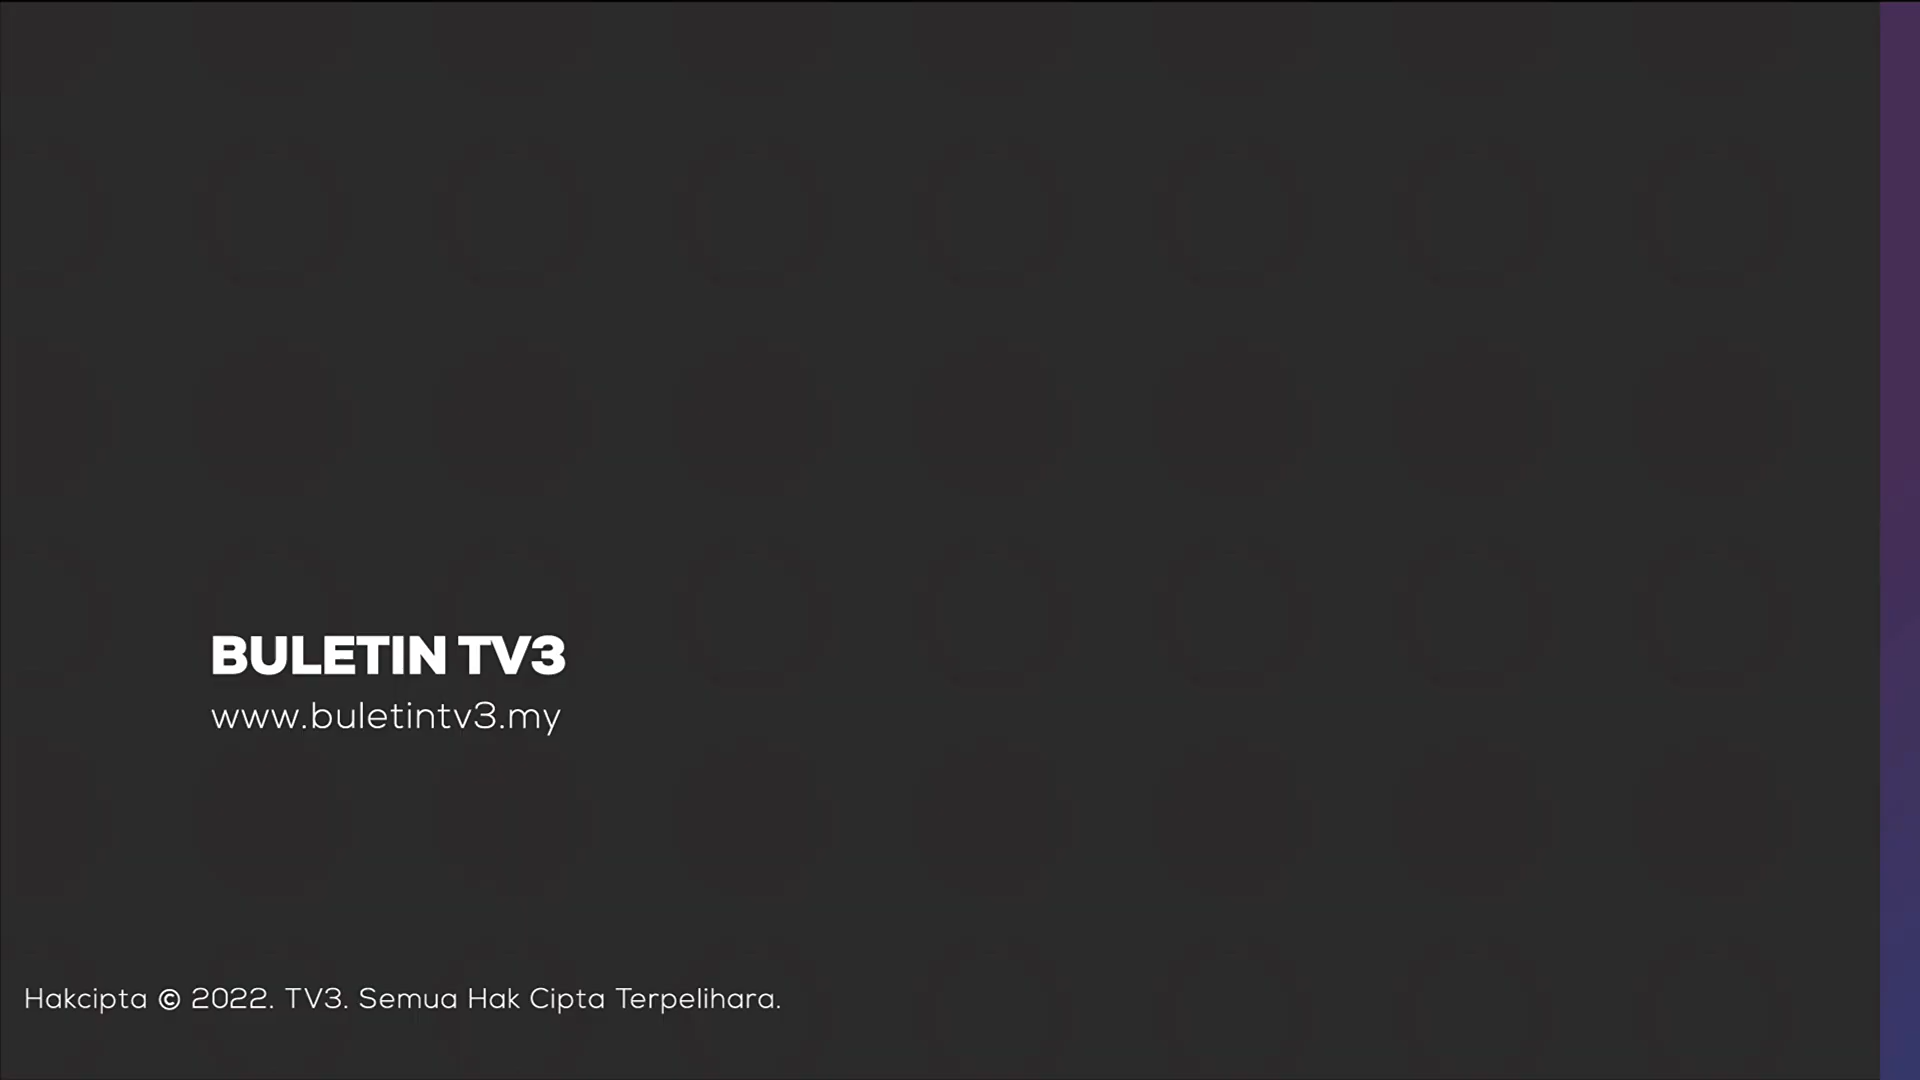 BULETIN TV3
www.buletintv3.my
Hakcipta © 2022. TV3. Semua Hak Cipta Terpelihara.